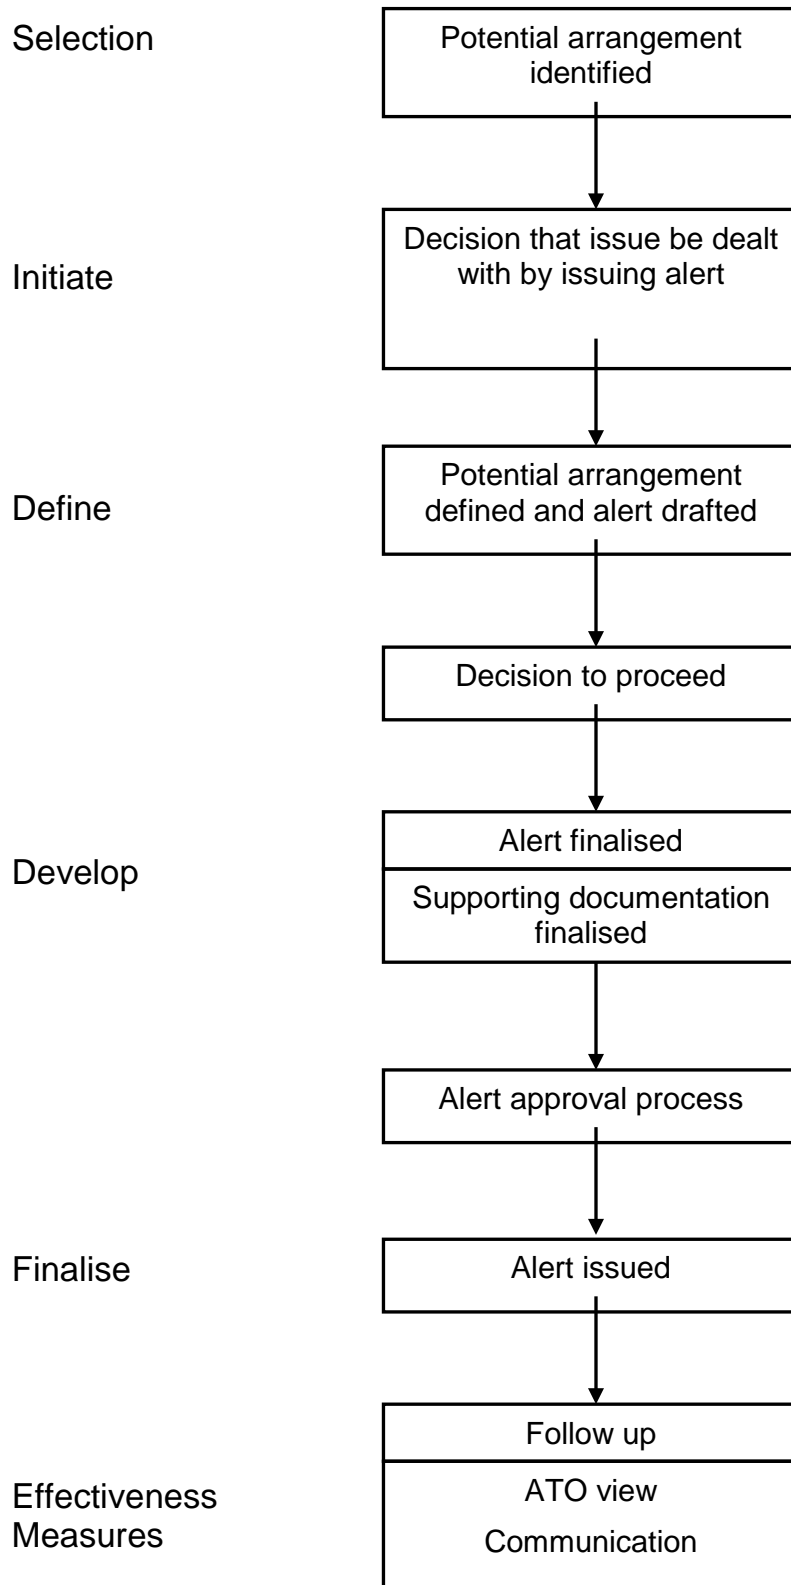 Selection
Potential arrangement
identified
Initiate
Decision that issue be dealt
with by issuing alert
Define
Potential arrangement
defined and alert drafted
Decision to proceed
Develop
Alert finalised
Supporting documentation
finalised
Alert approval process
Finalise
Alert issued
Effectiveness
Measures
Follow up
ATO view
Communication